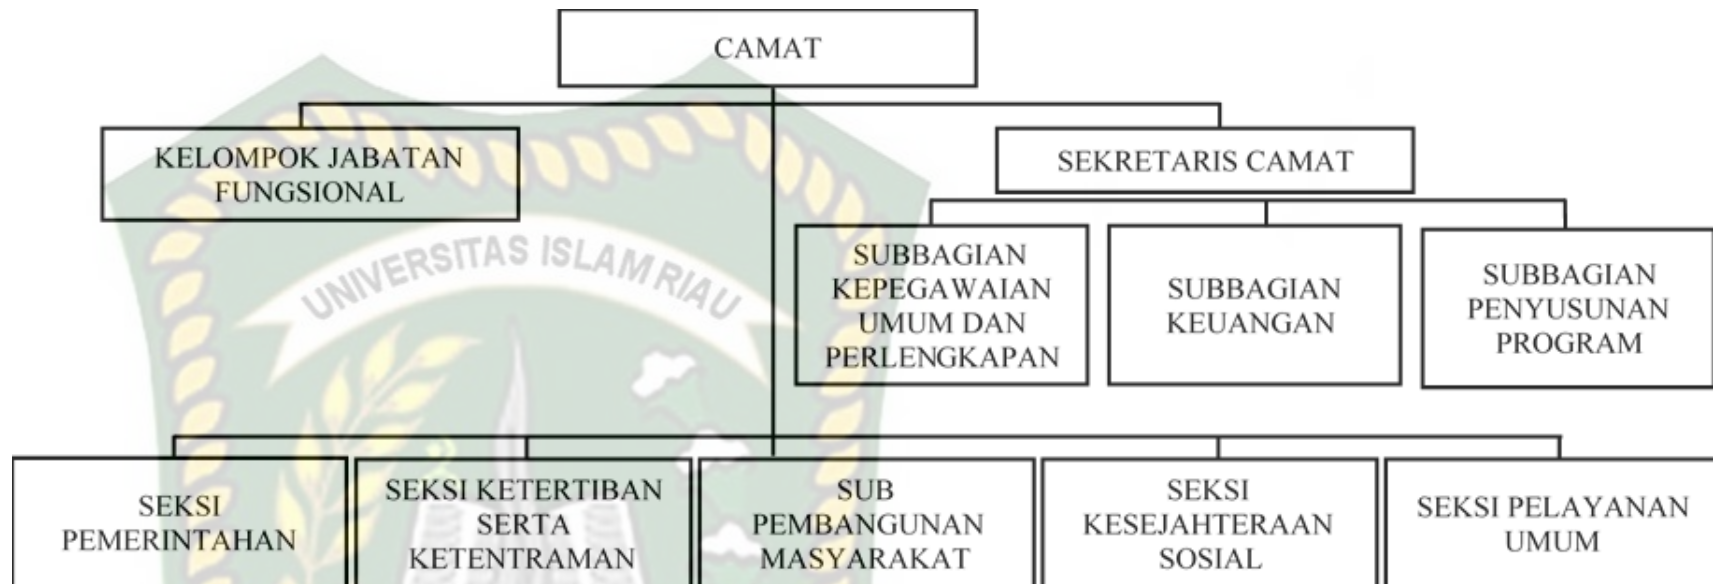 CAMAT
KELOMPOK JABATAN
FUNGSIONAL
SEKRETARIS CAMAT
UNIVERSITAS ISLAM RIAU
SUBBAGIAN
KEPEGAWAIAN
UMUM DAN
PERLENGKAPAN
SUBBAGIAN
KEUANGAN
SUBBAGIAN
PENYUSUNAN
PROGRAM
SEKSI
PEMERINTAHAN
SEKSI KETERTIBAN
SERTA
KETENTRAMAN
SUB
PEMBANGUNAN
MASYARAKAT
SEKSI
KESEJAHTERAAN
SOSIAL
SEKSI PELAYANAN
UMUM